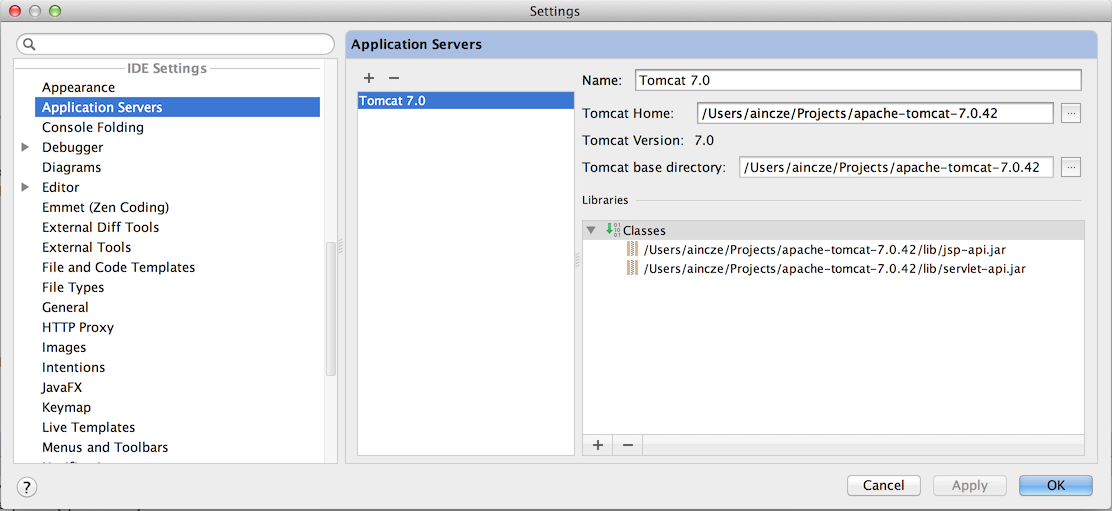 Settings
IDE Settings
Appearance
Application Servers
Console Folding
Debugger
Diagrams
Editor
Emmet (Zen Coding)
External Diff Tools
External Tools
File and Code Templates
File Types
General
HTTP Proxy
Images
Intentions
JavaFX
Keymap
Live Templates
Menus and Toolbars
Application Servers
Tomcat 7.0
Name: Tomcat 7.0
Tomcat Home: /Users/aincze/Projects/apache-tomcat-7.0.42 ...
Tomcat Version: 7.0
Tomcat base directory: /Users/aincze/Projects/apache-tomcat-7.0.42 ...
Libraries
Classes
/Users/aincze/Projects/apache-tomcat-7.0.42/lib/jsp-api.jar
/Users/aincze/Projects/apache-tomcat-7.0.42/lib/servlet-api.jar
? Cancel Apply OK